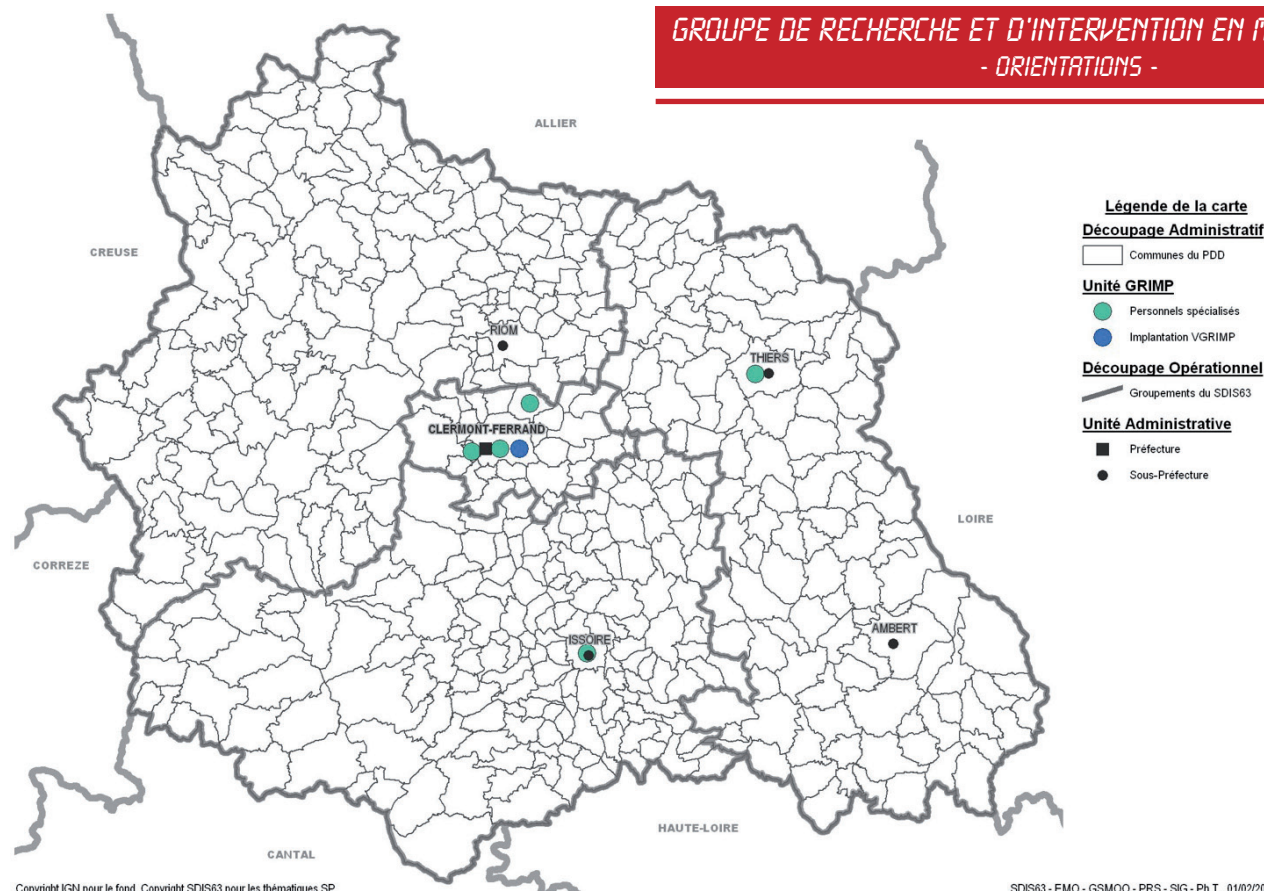 GROUPE DE RECHERCHE ET D'INTERVENTION EN
- ORIENTATIONS -
ALLIER
CREUSE
Légende de la carte
Découpage Administratif
Communes du PDD
Unité GRIMP
Personnels spécialisés
Implantation VGRIMP
Découpage Opérationnel
Groupements du SDIS63
Unité Administrative
Préfecture
Sous-Préfecture
RIOM
THIERS
CLERMONT-FERRAND
LOIRE
CORREZE
AMBERT
ISSOIRE
HAUTE-LOIRE
CANTAL
Copyright IGN pour le fond, Copyright SDIS63 pour les thématiques SP
SDIS63 - EMO - GSMOO - PRS - SIG - Ph.T 01/02/20